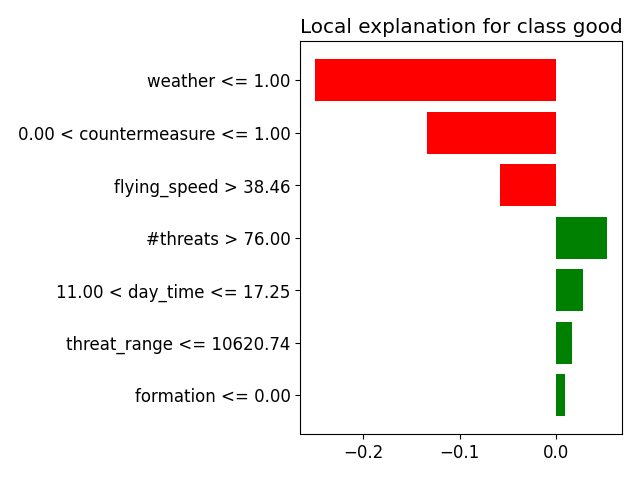 Local explanation for class good
weather <= 1.00
0.00 < countermeasure <= 1.00
flying_speed > 38.46
#threats > 76.00
11.00 < day_time <= 17.25
threat_range <= 10620.74
formation <= 0.00
−0.2 −0.1 0.0